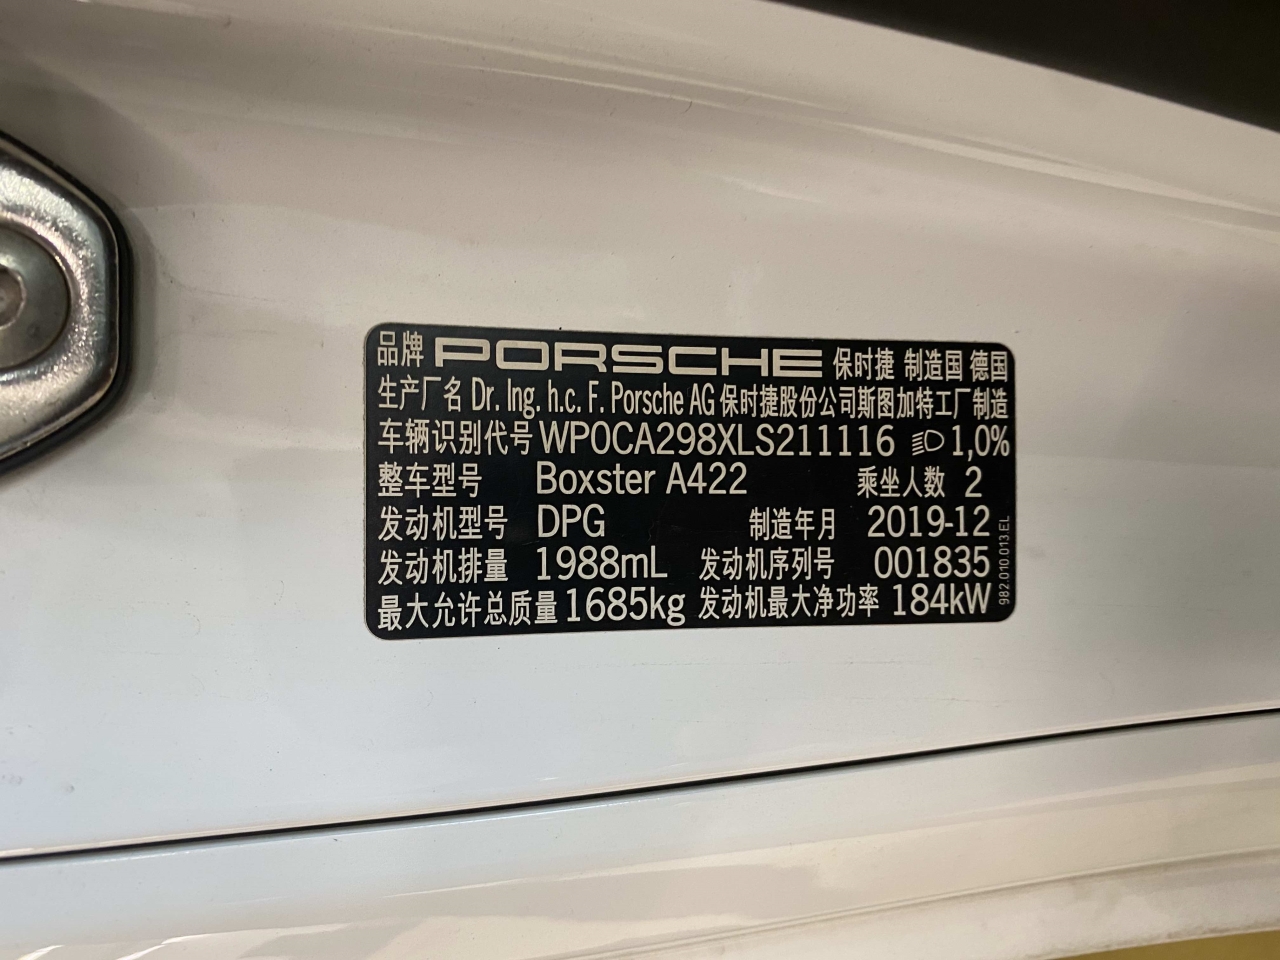 品牌 PORSCHE 保时捷 制造国 德国
生产厂名 Dr. Ing. h.c. F. Porsche AG 保时捷股份公司斯图加特工厂制造
车辆识别代号 WP0CA298XLS211116 1,0%
整车型号 Boxster A422 乘坐人数 2
发动机型号 DPG 制造年月 2019-12
发动机排量 1988mL 发动机序列号 001835
最大允许总质量 1685kg 发动机最大净功率 184kW
982.010.013.EL